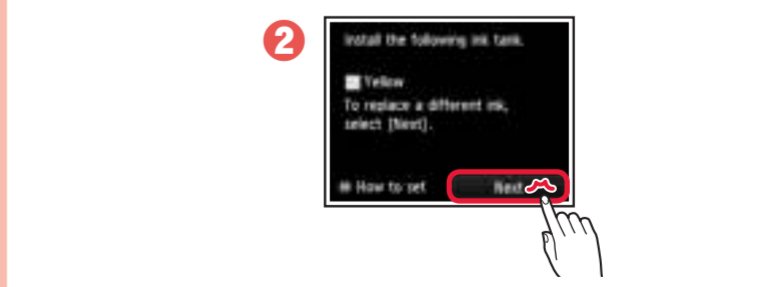 2
Install the following ink tank.
Yellow
To replace a different ink,
select [Next].
How to set
Next